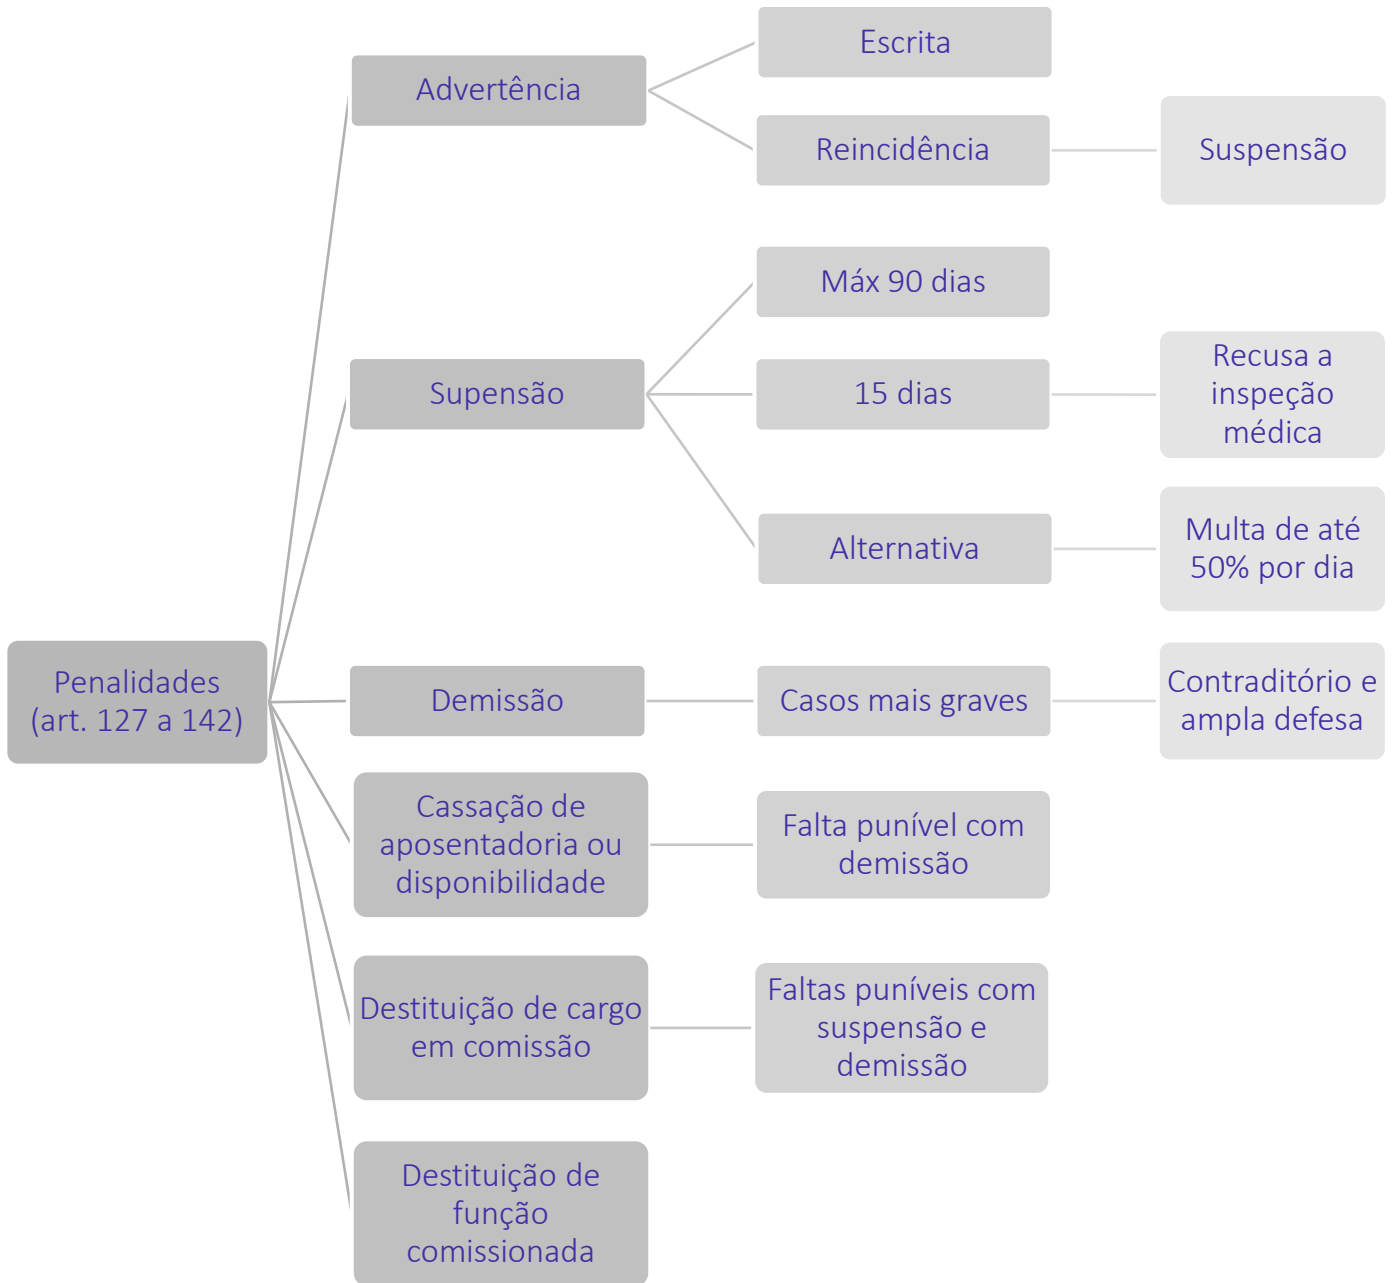 Penalidades
(art. 127 a 142)
Advertência
Escrita
Reincidência
Suspensão
Supensão
Máx 90 dias
15 dias
Recusa a
inspeção
médica
Alternativa
Multa de até
50% por dia
Demissão
Casos mais graves
Contraditório e
ampla defesa
Cassação de
aposentadoria ou
disponibilidade
Falta punível com
demissão
Destituição de cargo
em comissão
Faltas puníveis com
suspensão e
demissão
Destituição de
função
comissionada